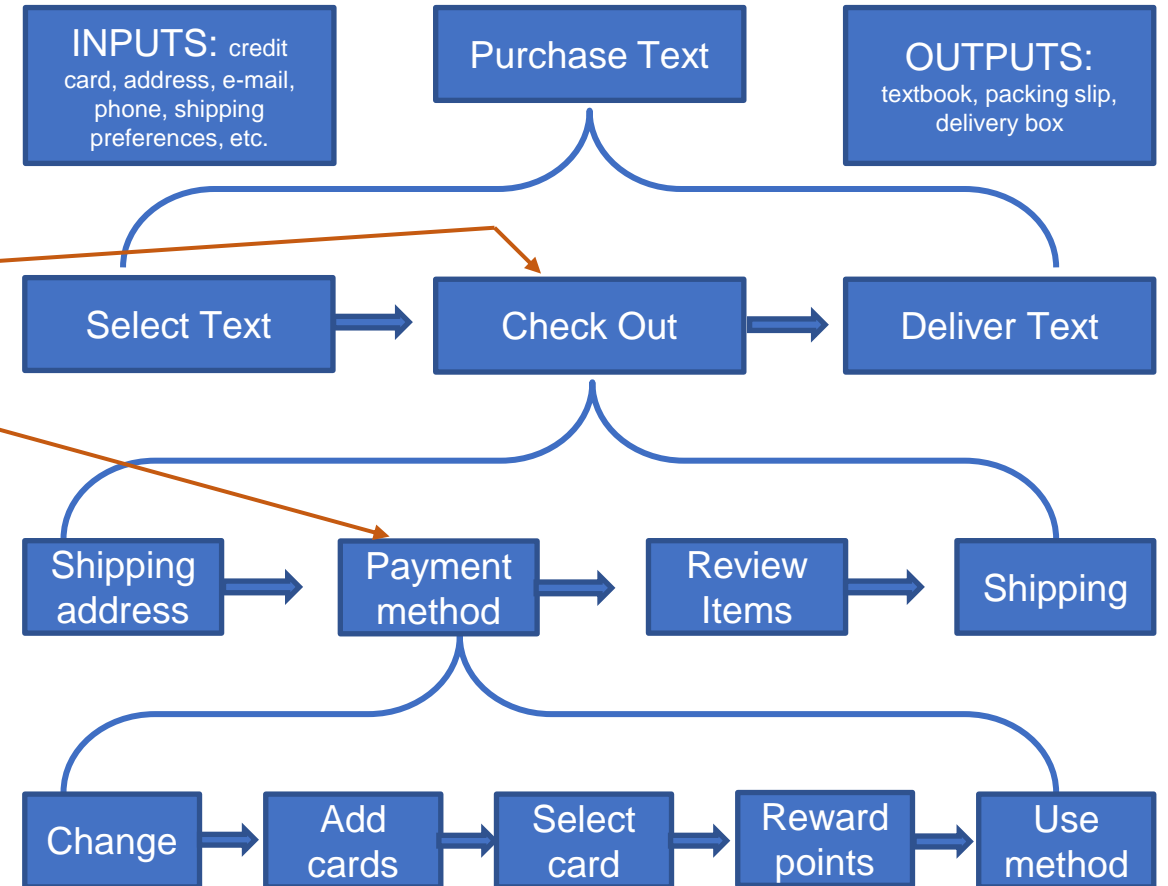 INPUTS: credit
card, address, e-mail,
phone, shipping
preferences, etc.
Purchase Text
OUTPUTS:
textbook, packing slip,
delivery box
Select Text
Check Out
Deliver Text
Shipping
address
Payment
method
Review
Items
Shipping
Change
Add
cards
Select
card
Reward
points
Use
method